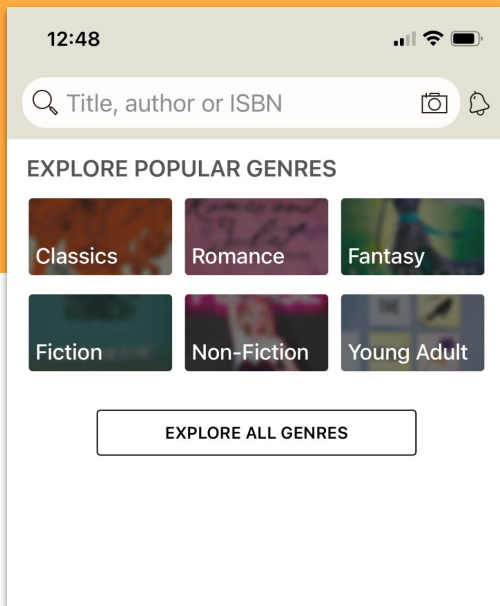 12:48
Title, author or ISBN
EXPLORE POPULAR GENRES
Classics
Romance
Fantasy
Fiction
Non-Fiction
Young Adult
EXPLORE ALL GENRES